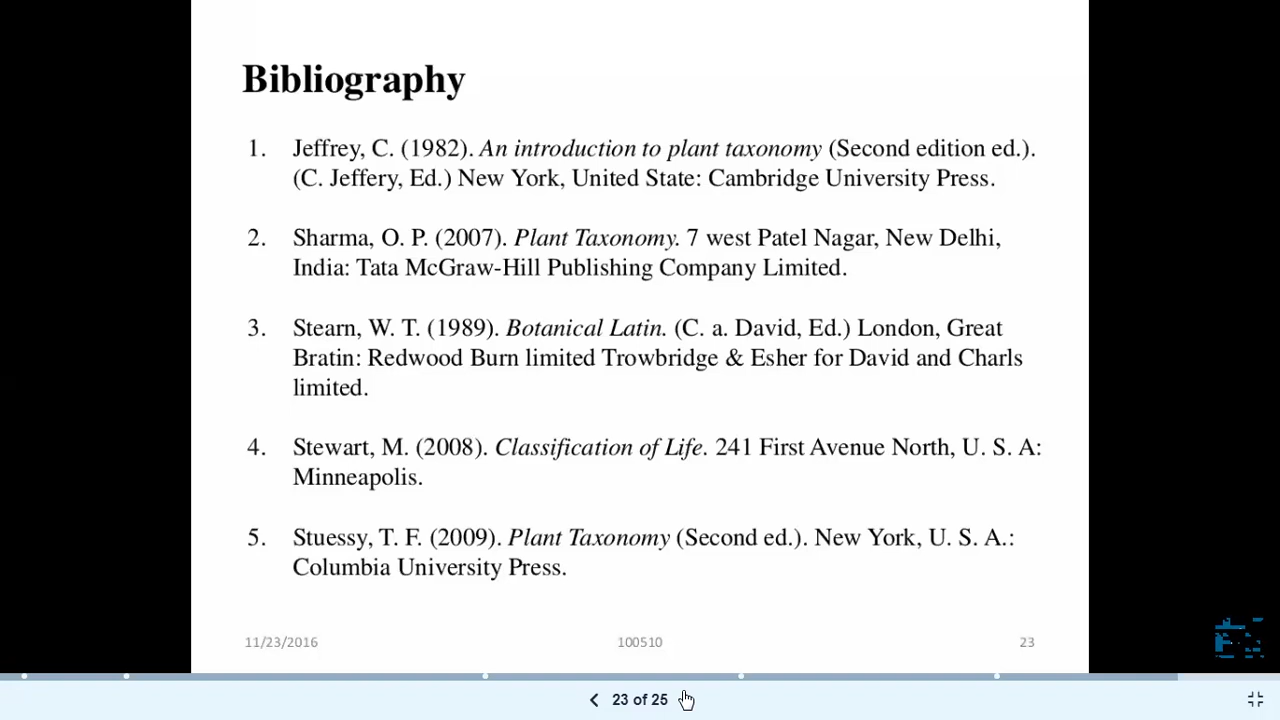 Bibliography
1. Jeffrey, C. (1982). An introduction to plant taxonomy (Second edition ed.).
(C. Jeffery, Ed.) New York, United State: Cambridge University Press.
2. Sharma, O. P. (2007). Plant Taxonomy. 7 west Patel Nagar, New Delhi,
India: Tata McGraw-Hill Publishing Company Limited.
3. Stearn, W. T. (1989). Botanical Latin. (C. a. David, Ed.) London, Great
Bratin: Redwood Burn limited Trowbridge & Esher for David and Charls
limited.
4. Stewart, M. (2008). Classification of Life. 241 First Avenue North, U. S. A:
Minneapolis.
5. Stuessy, T. F. (2009). Plant Taxonomy (Second ed.). New York, U. S. A.:
Columbia University Press.
11/23/2016 100510 23
23 of 25